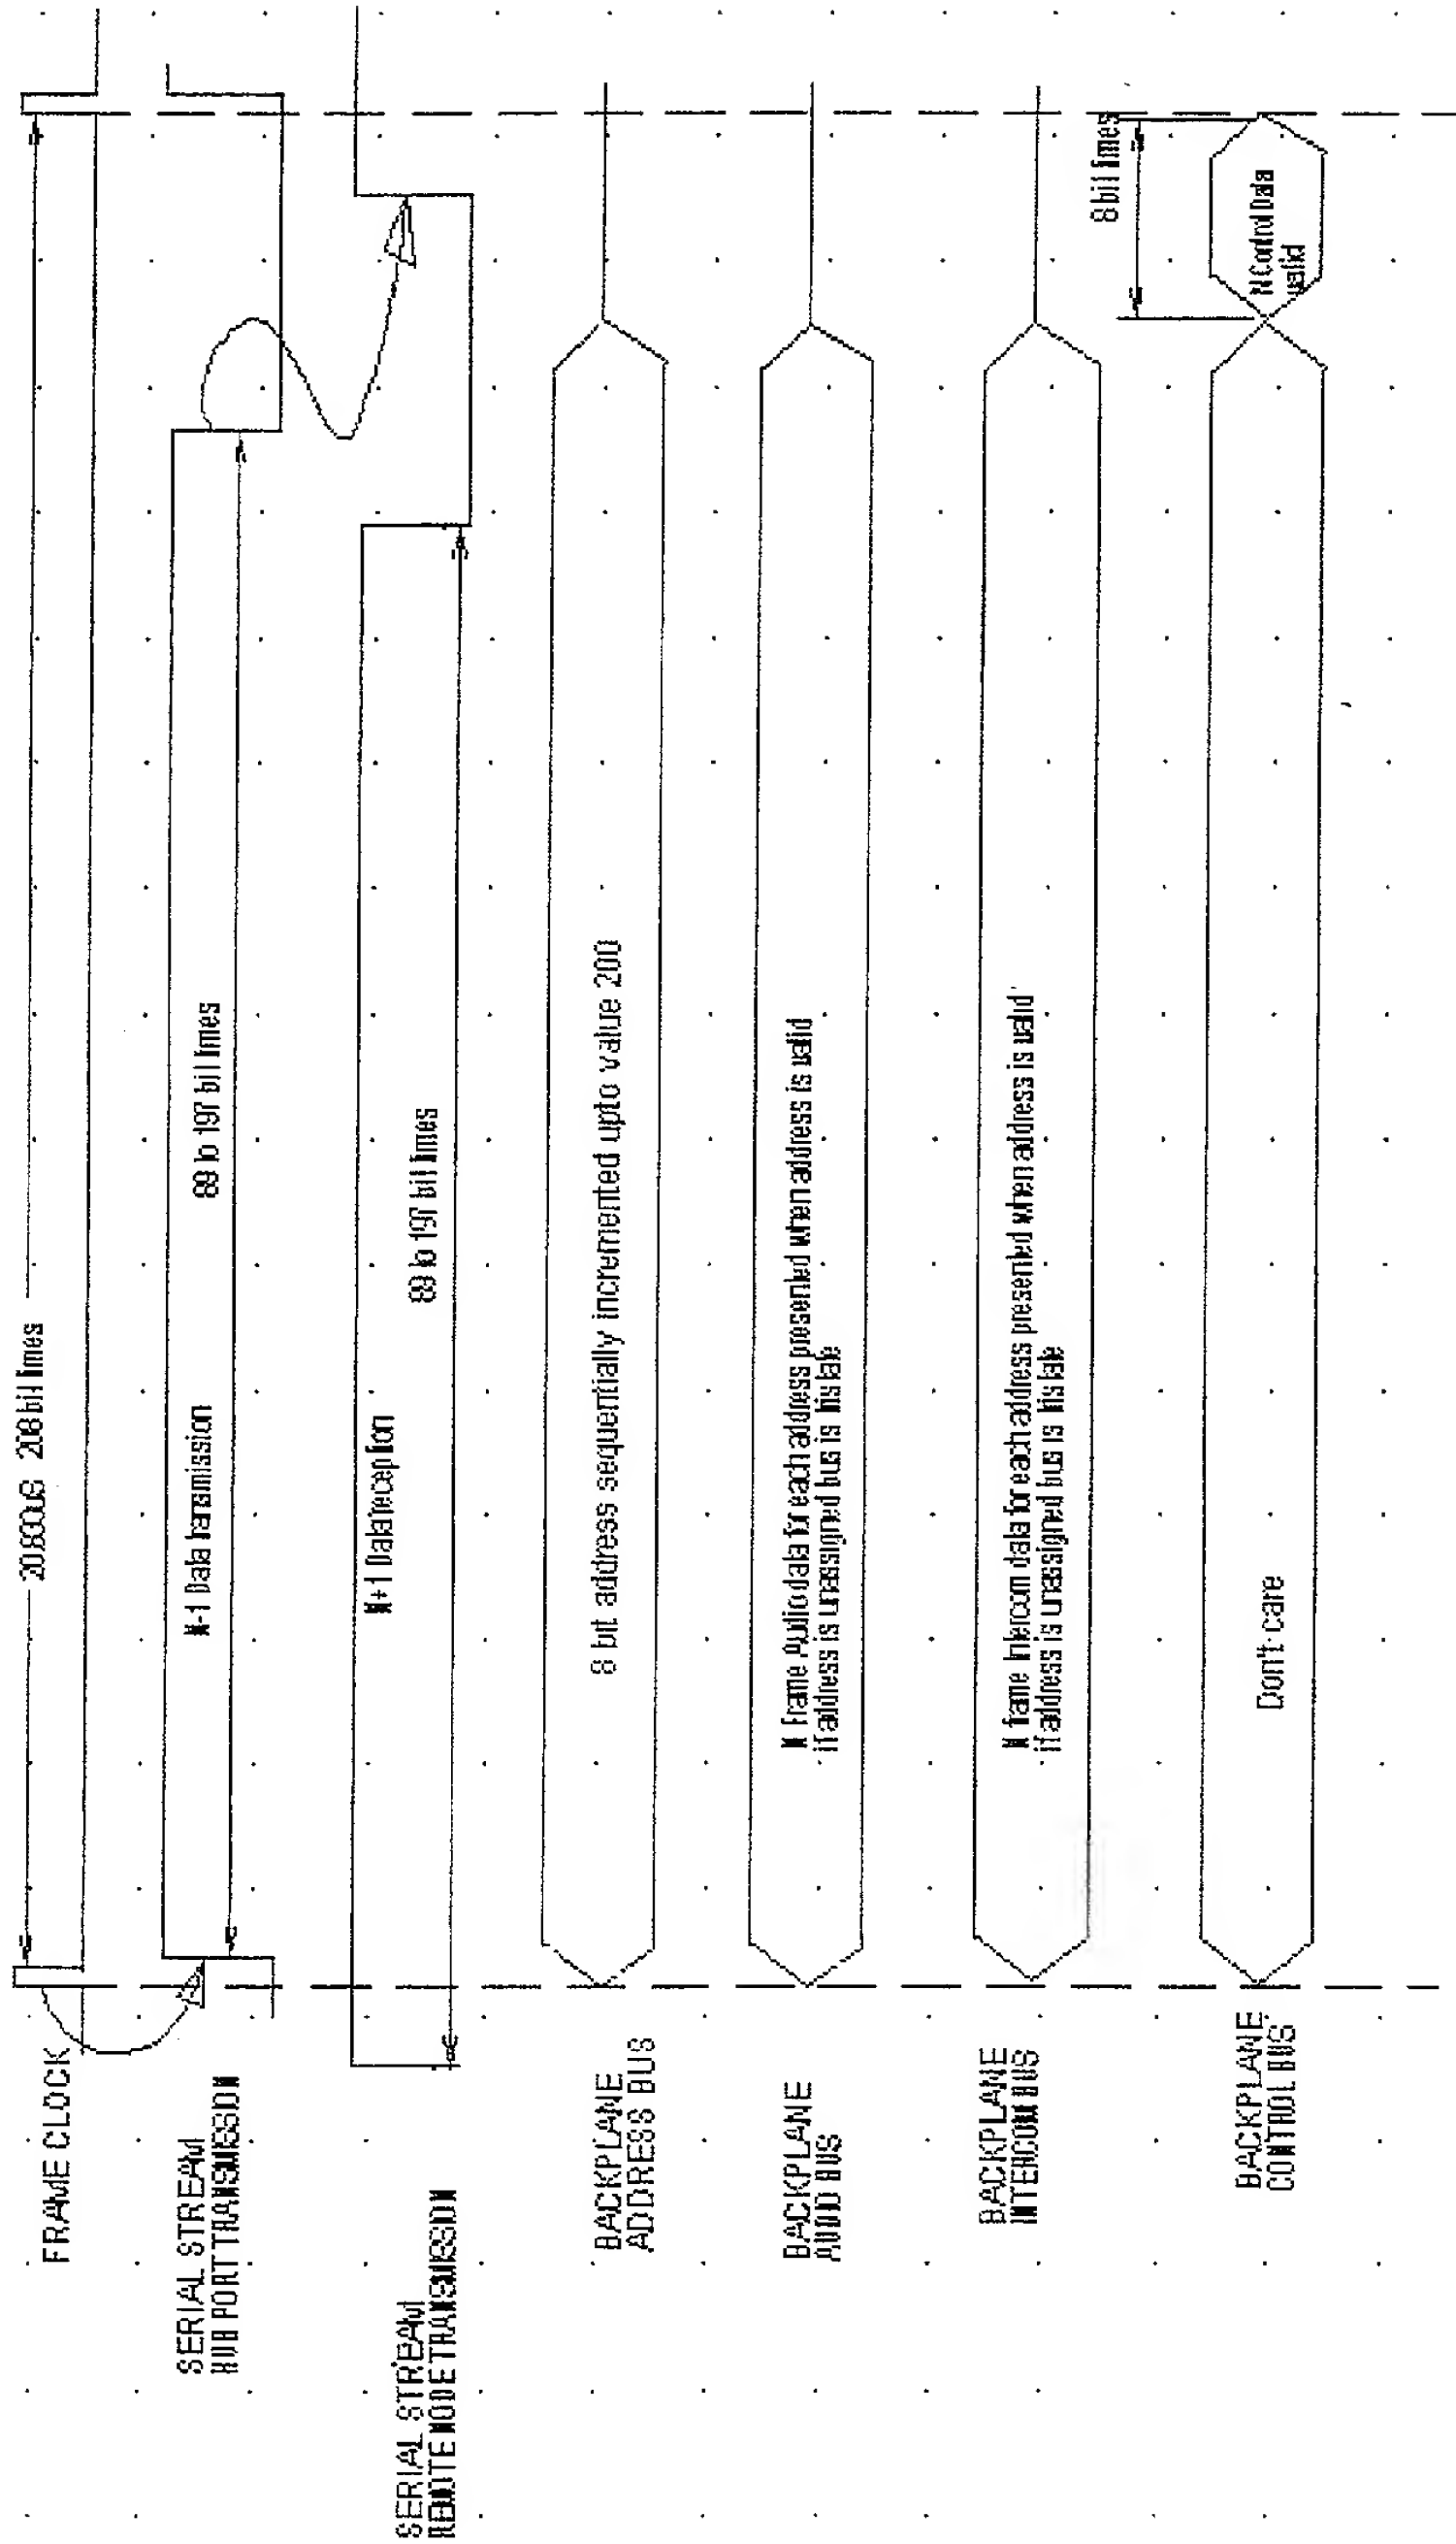 FRAME CLOCK
208 bit times
SERIAL STREAM
HUB PORT TRANSMISSION
N-1 Data transmission
89 to 197 bit times
SERIAL STREAM
REMOTE NODE TRANSMISSION
N+1 Data reception
89 to 197 bit times
BACKPLANE
ADDRESS BUS
8 bit address sequentially incremented upto value 200
BACKPLANE
AUDIO BUS
N Frame Audio data for each address presented when address is valid
if address is unassigned bus is tristate
BACKPLANE
INTERCOM BUS
N frame Intercom data for each address presented when address is valid
if address is unassigned bus is tristate
BACKPLANE
CONTROL BUS
Don't care
N Control Data
valid
8 bit times